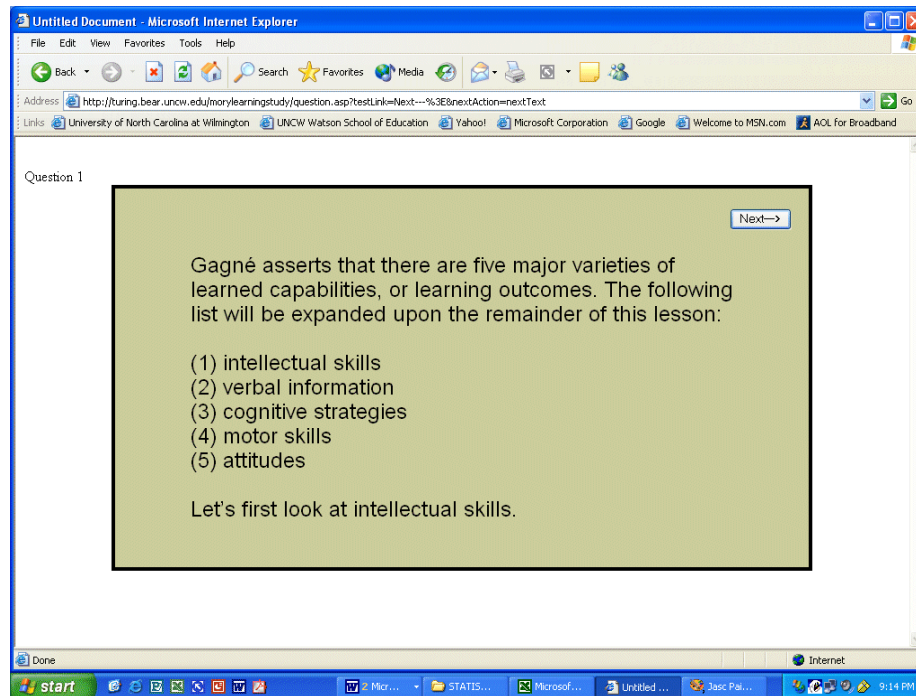 Untitled Document - Microsoft Internet Explorer
File Edit View Favorites Tools Help
Back Search Favorites Media
Address http://turing.bear.uncw.edu/morylearningstudy/question.asp?testLink=Next---%3E&nextAction=nextText Go
Links University of North Carolina at Wilmington UNCW Watson School of Education Yahoo! Microsoft Corporation Google Welcome to MSN.com AOL for Broadband
Question 1
Next—>
Gagné asserts that there are five major varieties of
learned capabilities, or learning outcomes. The following
list will be expanded upon the remainder of this lesson:
(1) intellectual skills
(2) verbal information
(3) cognitive strategies
(4) motor skills
(5) attitudes
Let's first look at intellectual skills.
Done Internet
start 2 Micr... STATIS... Microsof... Untitled ... Jasc Pai... 9:14 PM